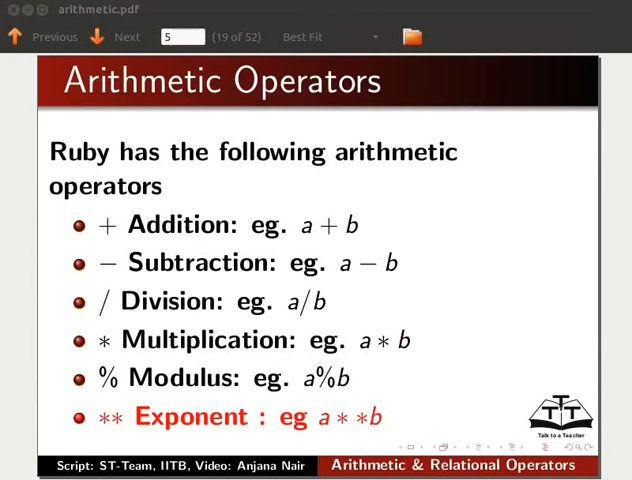 arithmetic.pdf
Previous Next 5 (19 of 52) Best Fit
Arithmetic Operators
Ruby has the following arithmetic
operators
+ Addition: eg. a + b
− Subtraction: eg. a − b
/ Division: eg. a/b
∗ Multiplication: eg. a ∗ b
% Modulus: eg. a%b
∗∗ Exponent : eg a ∗ ∗b
TTT
Talk to a Teacher
Script: ST-Team, IITB, Video: Anjana Nair Arithmetic & Relational Operators